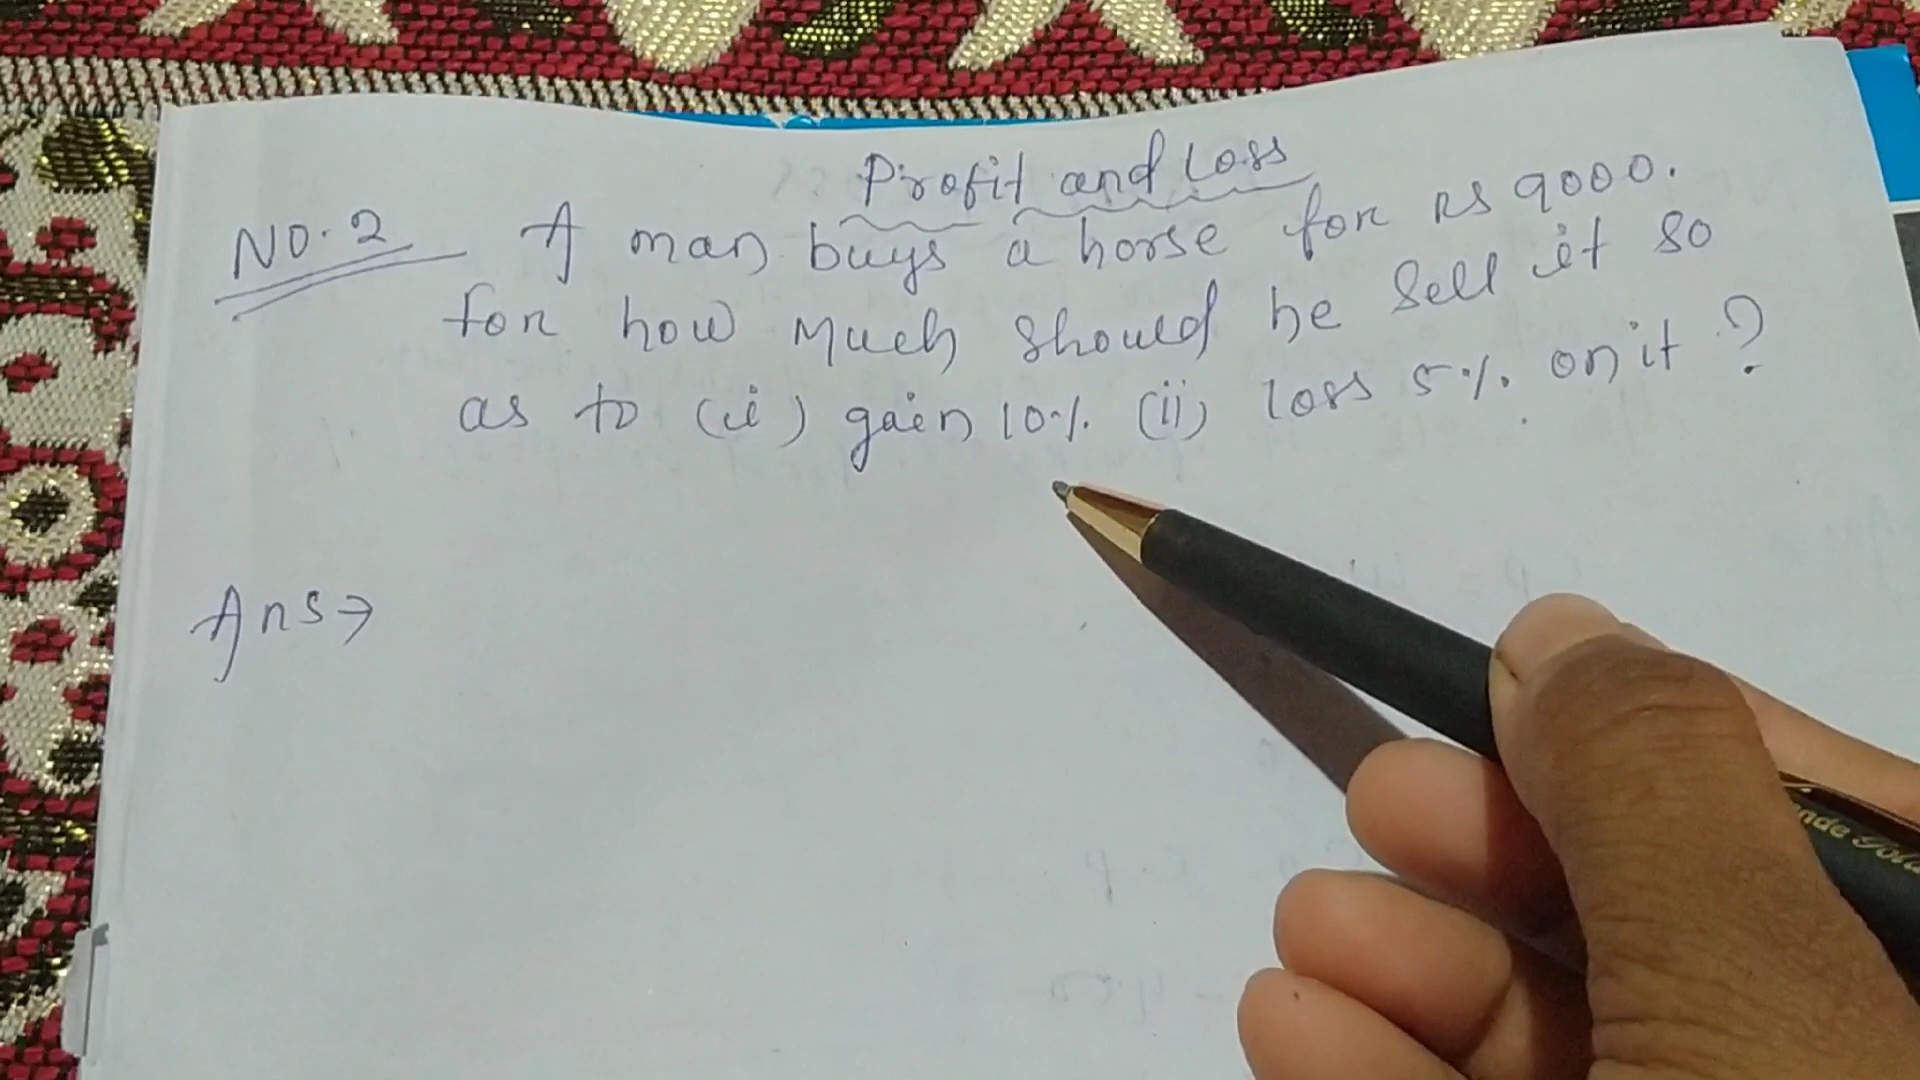 Profit and Loss
NO. 2 A man buys a horse for Rs 9000.
for how much should he sell it so
as to (i) gain 10% (ii) loss 5% on it ?
Ans →